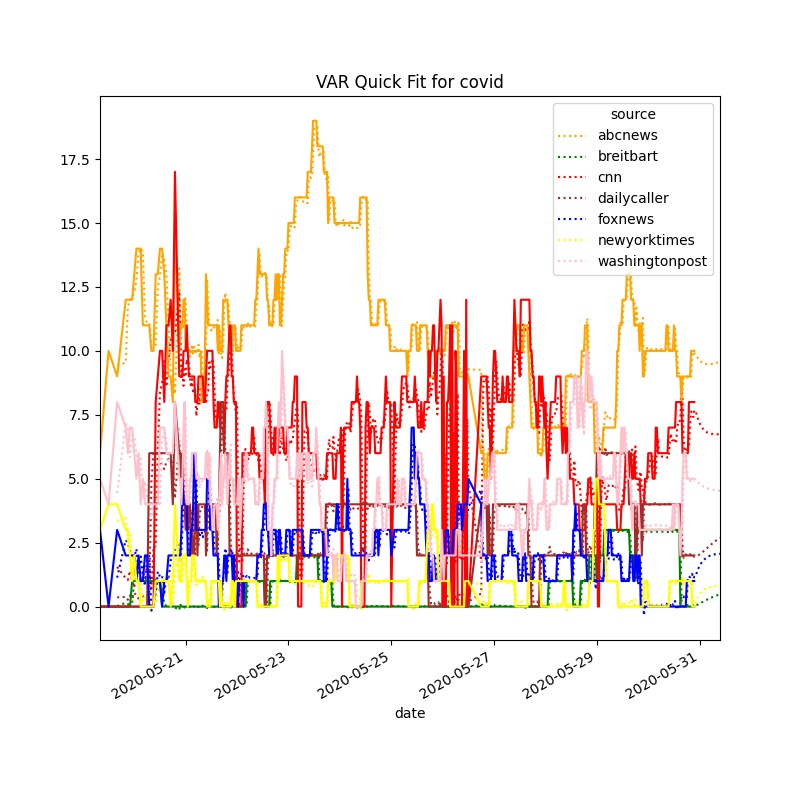 VAR Quick Fit for covid
source
abcnews
breitbart
cnn
dailycaller
foxnews
newyorktimes
washingtonpost
17.5
15.0
12.5
10.0
7.5
5.0
2.5
0.0
2020-05-21
2020-05-23
2020-05-25
2020-05-27
2020-05-29
2020-05-31
date